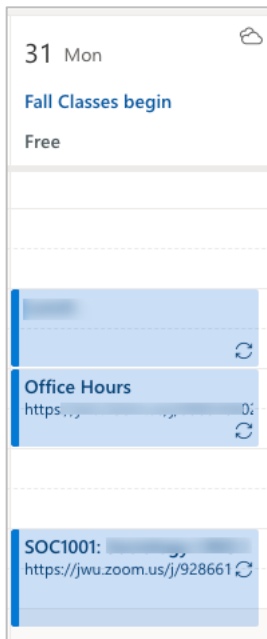 31 Mon
Fall Classes begin
Free
Office Hours
https
SOC1001:
https://jwu.zoom.us/j/928661